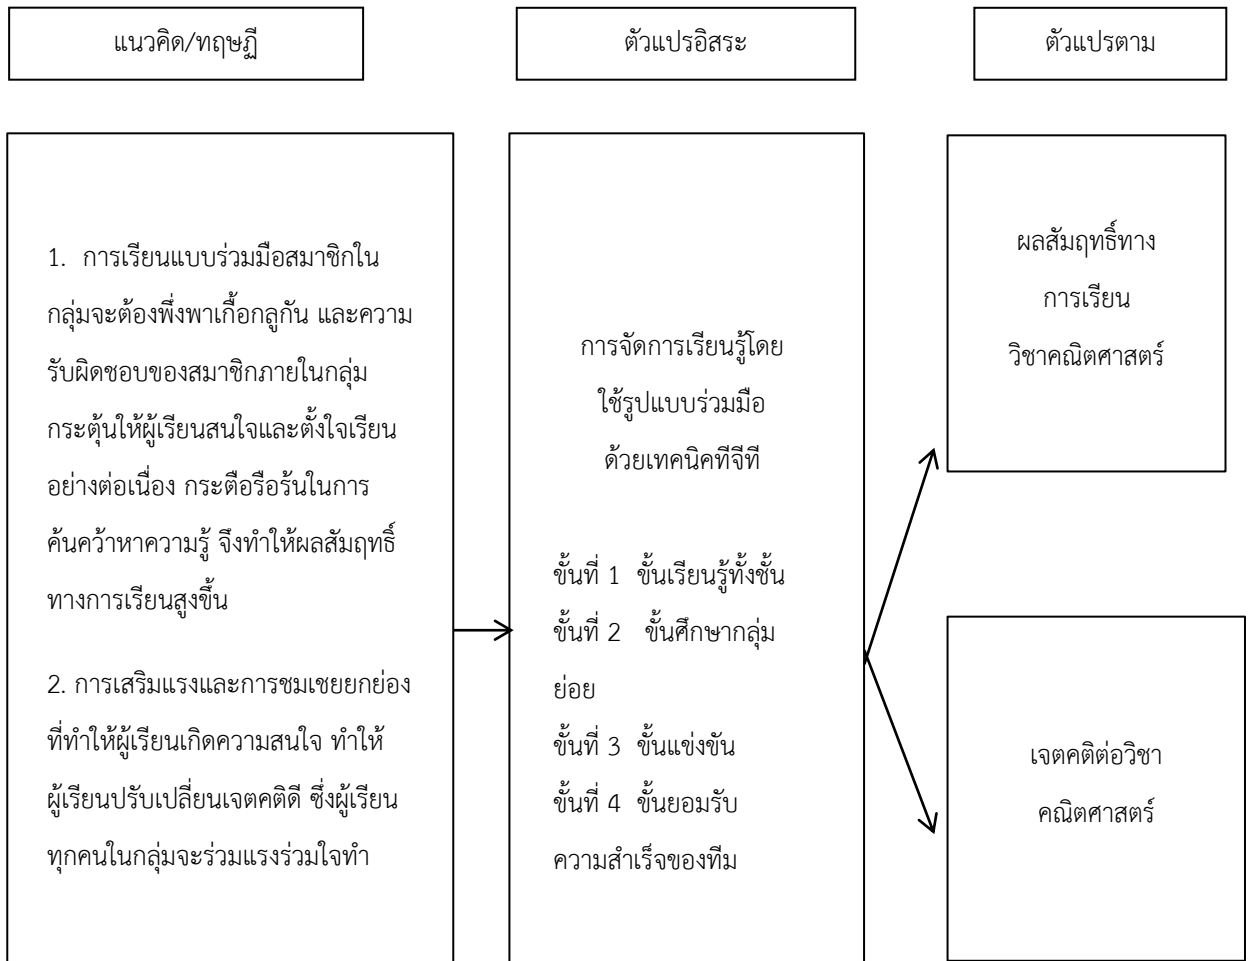 แนวคิด/ทฤษฏี
ตัวแปรอิสระ
ตัวแปรตาม
1. การเรียนแบบร่วมมือสมาชิกใน
กลุ่มจะต้องพึ่งพาเกื้อกลูกัน และความ
รับผิดชอบของสมาชิกภายในกลุ่ม
กระตุ้นให้ผู้เรียนสนใจและตั้งใจเรียน
อย่างต่อเนื่อง กระตือรือร้นในการ
ค้นคว้าหาความรู้ จึงทำให้ผลสัมฤทธิ์
ทางการเรียนสูงขึ้น
2. การเสริมแรงและการชมเชยยกย่อง
ที่ทำให้ผู้เรียนเกิดความสนใจ ทำให้
ผู้เรียนปรับเปลี่ยนเจตคติดี ซึ่งผู้เรียน
ทุกคนในกลุ่มจะร่วมแรงร่วมใจทำ
การจัดการเรียนรู้โดย
ใช้รูปแบบร่วมมือ
ด้วยเทคนิคทีจีที
ขั้นที่ 1 ขั้นเรียนรู้ทั้งชั้น
ขั้นที่ 2 ขั้นศึกษากลุ่ม
ย่อย
ขั้นที่ 3 ขั้นแข่งขัน
ขั้นที่ 4 ขั้นยอมรับ
ความสำเร็จของทีม
ผลสัมฤทธิ์ทาง
การเรียน
วิชาคณิตศาสตร์
เจตคติต่อวิชา
คณิตศาสตร์